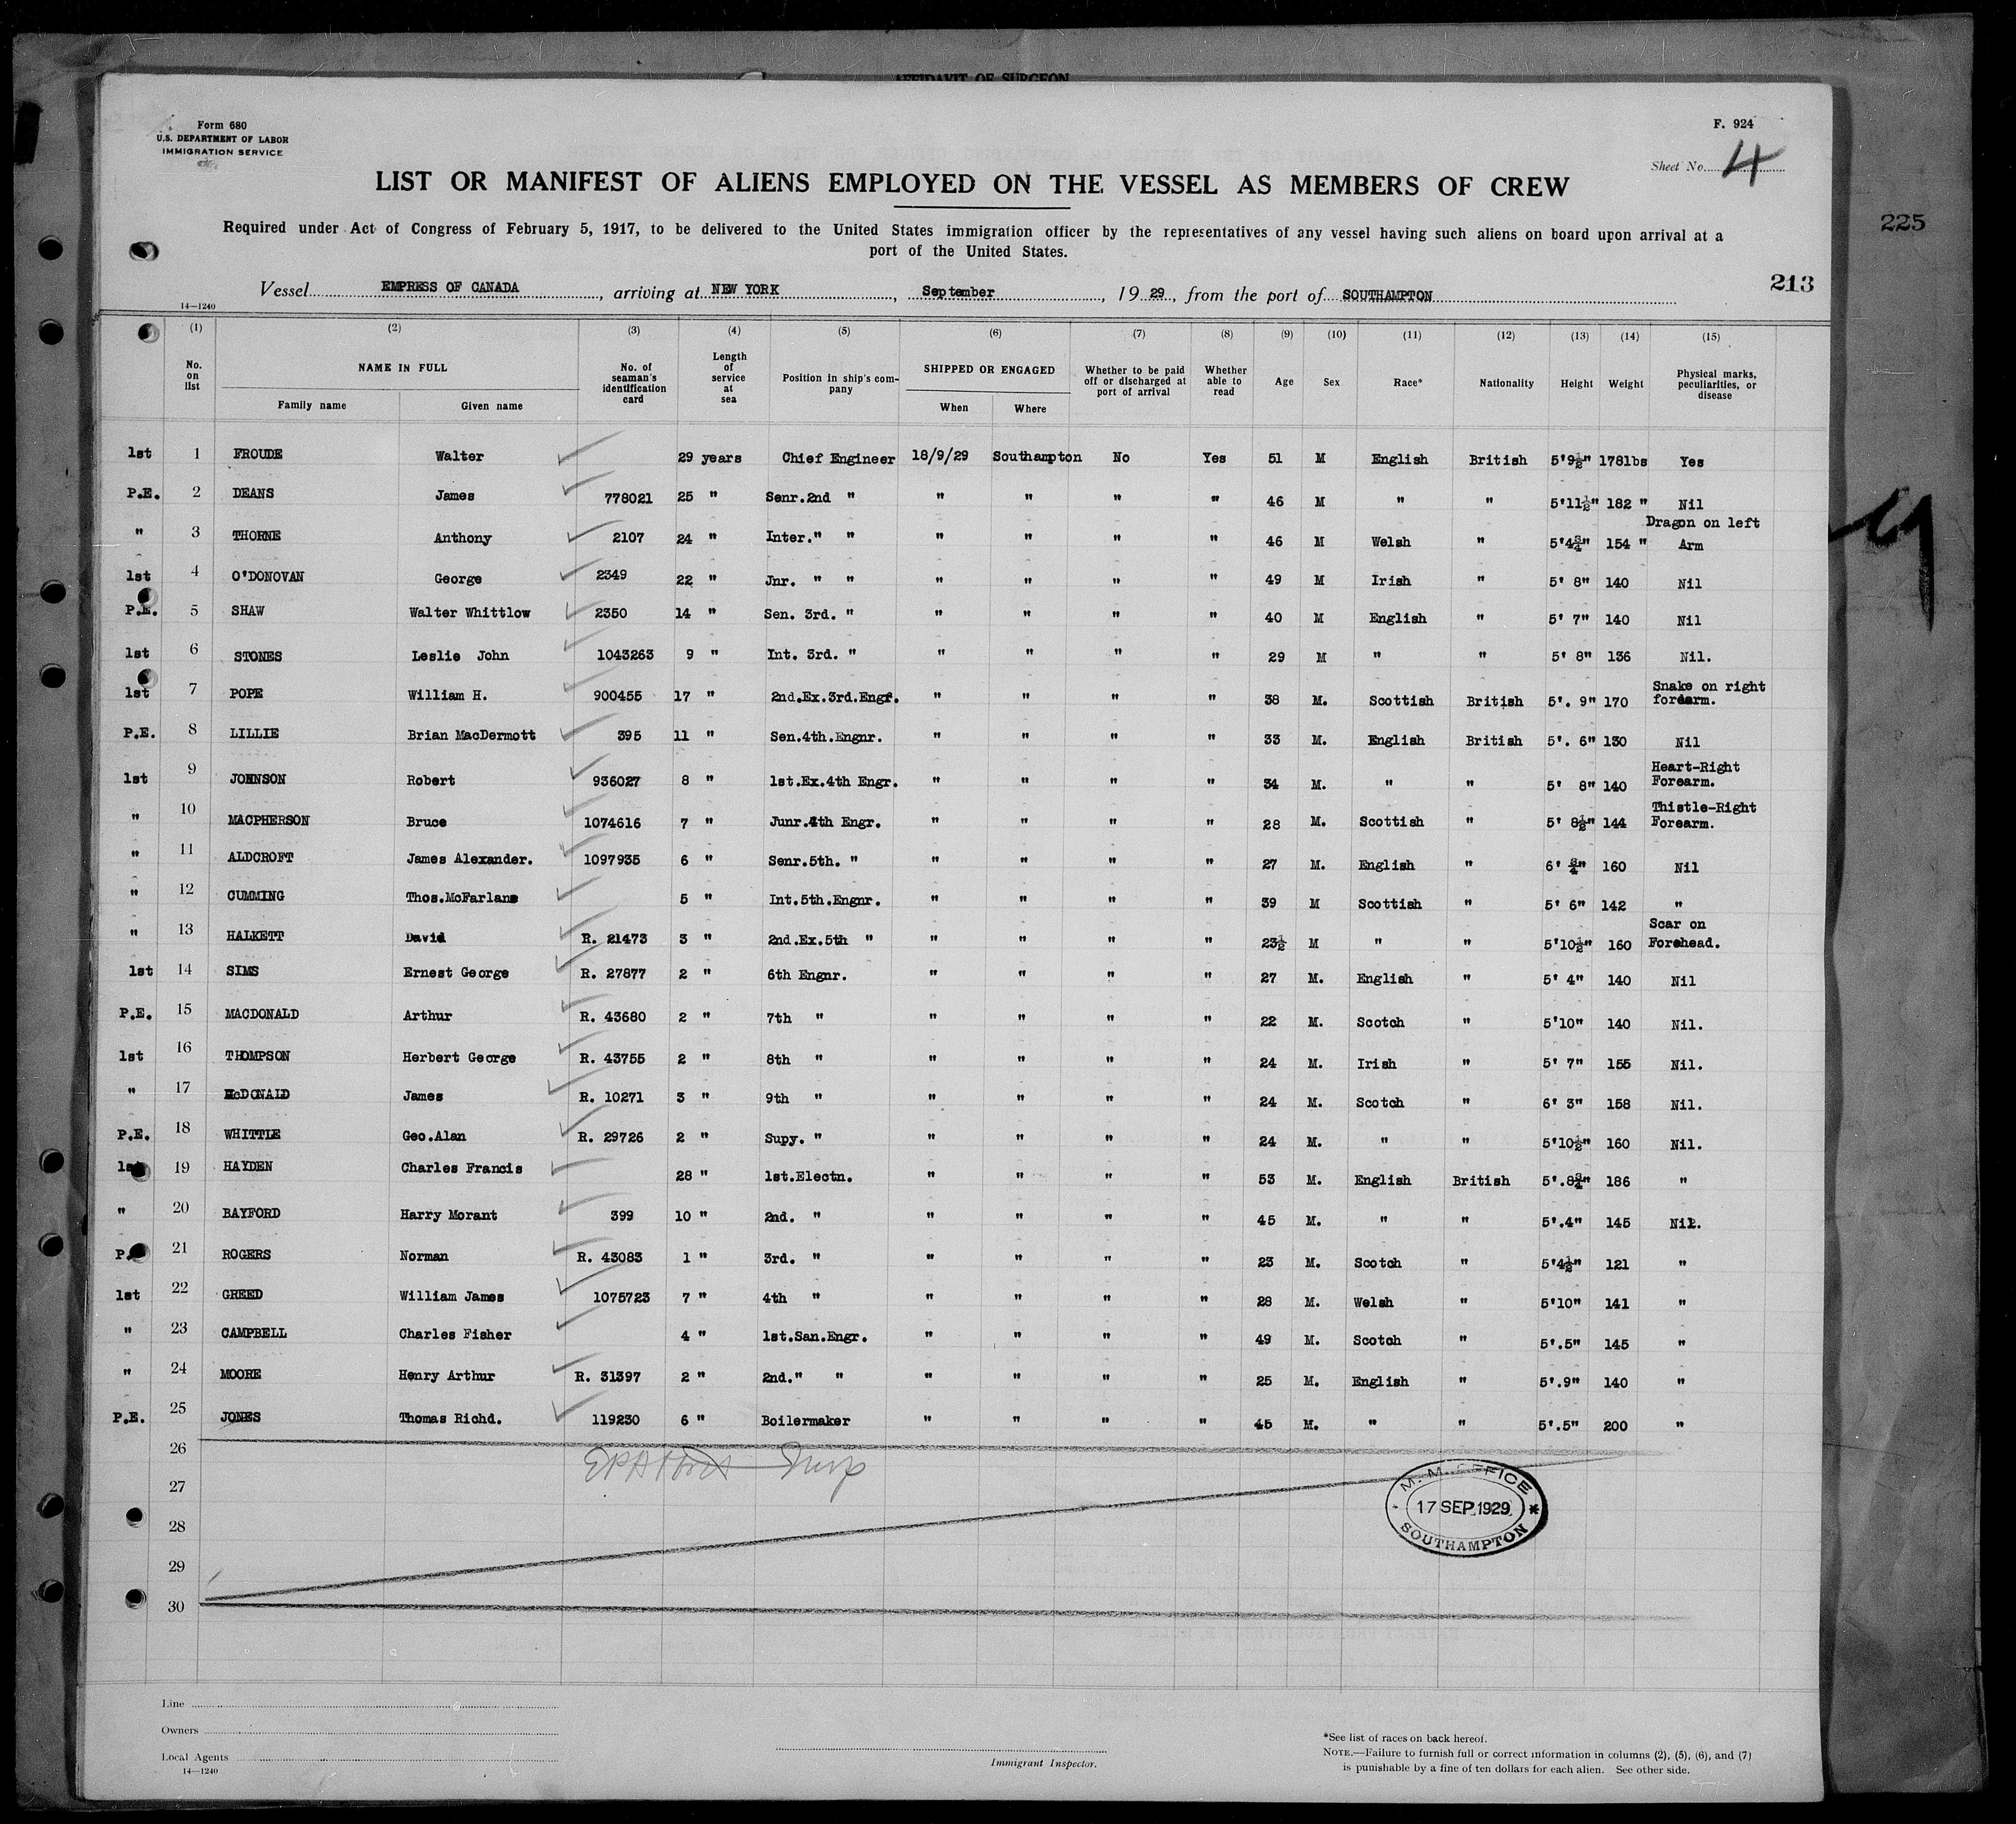 AFFIDAVIT OF SURGEON
Form 680
U.S. DEPARTMENT OF LABOR
IMMIGRATION SERVICE
F. 924
Sheet No. 4
LIST OR MANIFEST OF ALIENS EMPLOYED ON THE VESSEL AS MEMBERS OF CREW
225
Required under Act of Congress of February 5, 1917, to be delivered to the United States immigration officer by the representatives of any vessel having such aliens on board upon arrival at a
port of the United States.
213
Vessel EMPRESS OF CANADA, arriving at NEW YORK, September, 19 29, from the port of SOUTHAMPTON
14—1240
(1) (2) (3) (4) (5) (6) (7) (8) (9) (10) (11) (12) (13) (14) (15)
No. on list NAME IN FULL Family name Given name No. of seaman's identification card Length of service at sea Position in ship's company SHIPPED OR ENGAGED When Where Whether to be paid off or discharged at port of arrival Whether able to read Age Sex Race* Nationality Height Weight Physical marks, peculiarities, or disease
1st 1 FROUDE Walter 29 years Chief Engineer 18/9/29 Southampton No Yes 51 M English British 5'9½" 178lbs Yes
P.E. 2 DEANS James 778021 25 " Senr.2nd " " " " " 46 M " " 5'11½" 182 " Nil
" 3 THORNE Anthony 2107 24 " Inter." " " " " " 46 M Welsh " 5'4¾" 154 " Dragon on left Arm
1st 4 O'DONOVAN George 2349 22 " Jnr. " " " " " " 49 M Irish " 5' 8" 140 Nil
P.E. 5 SHAW Walter Whittlow 2350 14 " Sen. 3rd. " " " " " 40 M English " 5' 7" 140 Nil
1st 6 STONES Leslie John 1043263 9 " Int. 3rd. " " " " " 29 M " " 5' 8" 136 Nil.
1st 7 POPE William H. 900455 17 " 2nd.Ex.3rd.Engr. " " " " 38 M. Scottish British 5'. 9" 170 Snake on right forearm.
P.E. 8 LILLIE Brian MacDermott 395 11 " Sen.4th.Engnr. " " " " 33 M. English British 5'. 6" 130 Nil
1st 9 JOHNSON Robert 936027 8 " 1st.Ex.4th Engr. " " " " 34 M. " " 5' 8" 140 Heart-Right Forearm.
" 10 MACPHERSON Bruce 1074616 7 " Junr.4th Engr. " " " " 28 M. Scottish " 5' 8½" 144 Thistle-Right Forearm.
" 11 ALDCROFT James Alexander. 1097935 6 " Senr.5th. " " " " " 27 M. English " 6' ¾" 160 Nil
" 12 CUMMING Thos.McFarlane 5 " Int.5th.Engnr. " " " " 39 M Scottish " 5' 6" 142 "
" 13 HALKETT David R. 21473 3 " 2nd.Ex.5th " " " " " 23½ M " " 5'10½" 160 Scar on Forehead.
1st 14 SIMS Ernest George R. 27877 2 " 6th Engnr. " " " " 27 M. English " 5' 4" 140 Nil
P.E. 15 MACDONALD Arthur R. 43680 2 " 7th " " " " " 22 M. Scotch " 5'10" 140 Nil.
1st 16 THOMPSON Herbert George R. 43755 2 " 8th " " " " " 24 M. Irish " 5' 7" 155 Nil.
" 17 McDONALD James R. 10271 3 " 9th " " " " " 24 M. Scotch " 6' 3" 158 Nil.
P.E. 18 WHITTLE Geo.Alan R. 29726 2 " Supy. " " " " " 24 M. " " 5'10½" 160 Nil.
1st 19 HAYDEN Charles Francis 28 " 1st.Electn. " " " " 53 M. English British 5'.8¾" 186 "
" 20 BAYFORD Harry Morant 399 10 " 2nd. " " " " " 45 M. " " 5'.4" 145 Nil.
P. 21 ROGERS Norman R. 43083 1 " 3rd. " " " " " 23 M. Scotch " 5'4½" 121 "
1st 22 GREED William James 1075723 7 " 4th " " " " " 28 M. Welsh " 5'10" 141 "
" 23 CAMPBELL Charles Fisher 4 " 1st.San.Engr. " " " " 49 M. Scotch " 5'.5" 145 "
" 24 MOORE Henry Arthur R. 31397 2 " 2nd." " " " " " 25 M. English " 5'.9" 140 "
P.E. 25 JONES Thomas Richd. 119230 6 " Boilermaker " " " " 45 M. " " 5'.5" 200 "
26
27
28
29
30
M. M. OFFICE
17 SEP. 1929
SOUTHAMPTON
Line
Owners
Local Agents
14—1240
Immigrant Inspector.
*See list of races on back hereof.
NOTE.—Failure to furnish full or correct information in columns (2), (5), (6), and (7)
is punishable by a fine of ten dollars for each alien. See other side.